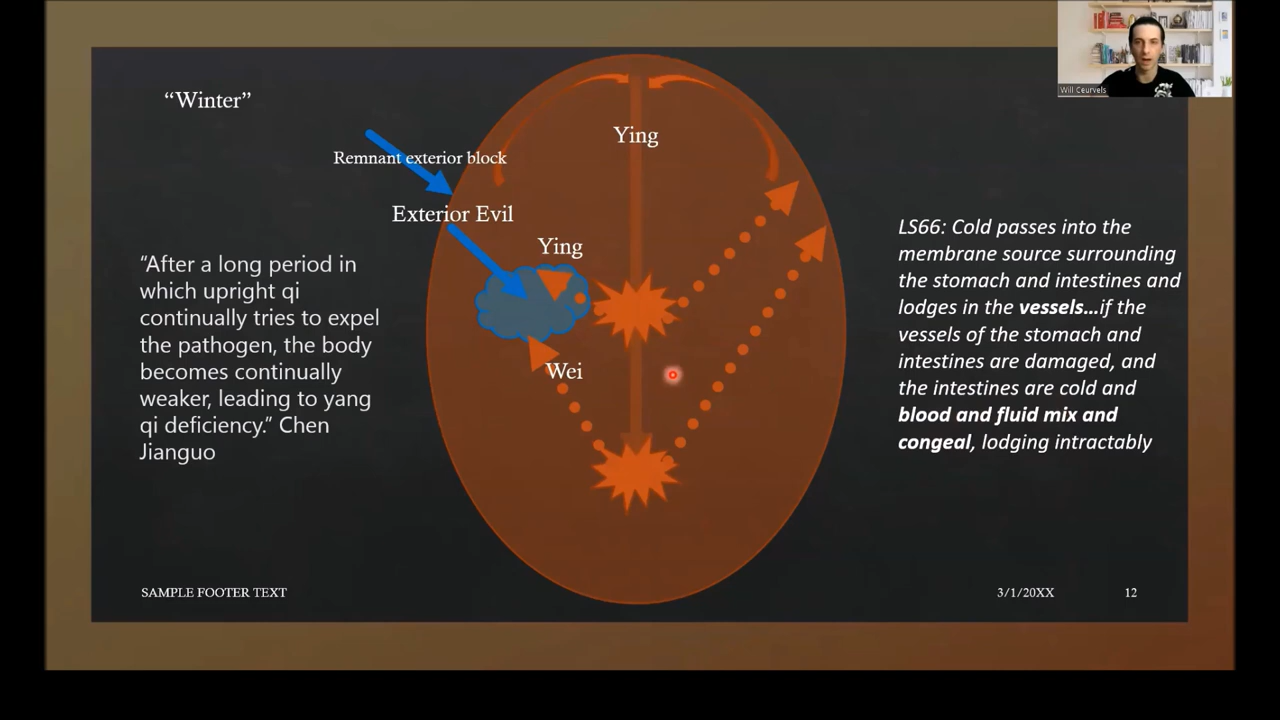 Will Ceurvels
“Winter”
Remnant exterior block
Ying
Exterior Evil
Ying
Wei
“After a long period in
which upright qi
continually tries to expel
the pathogen, the body
becomes continually
weaker, leading to yang
qi deficiency.” Chen
Jianguo
LS66: Cold passes into the
membrane source surrounding
the stomach and intestines and
lodges in the vessels...if the
vessels of the stomach and
intestines are damaged, and
the intestines are cold and
blood and fluid mix and
congeal, lodging intractably
SAMPLE FOOTER TEXT
3/1/20XX
12